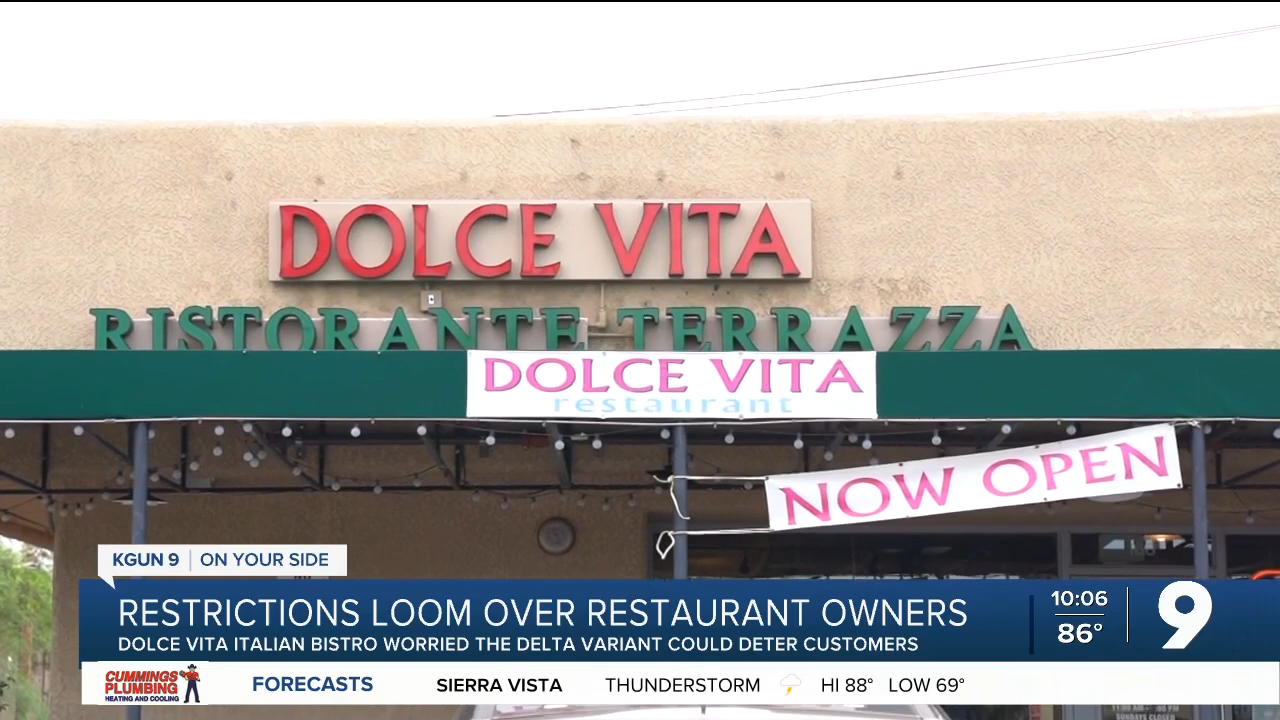 DOLCE VITA
RISTORANTE TERRAZZA
DOLCE VITA
restaurant
NOW OPEN
KGUN 9 | ON YOUR SIDE
RESTRICTIONS LOOM OVER RESTAURANT OWNERS
DOLCE VITA ITALIAN BISTRO WORRIED THE DELTA VARIANT COULD DETER CUSTOMERS
10:06
86°
9
CUMMINGS
PLUMBING
HEATING AND COOLING
FORECASTS SIERRA VISTA THUNDERSTORM HI 88° LOW 69°
SUNDAYS CLOSED